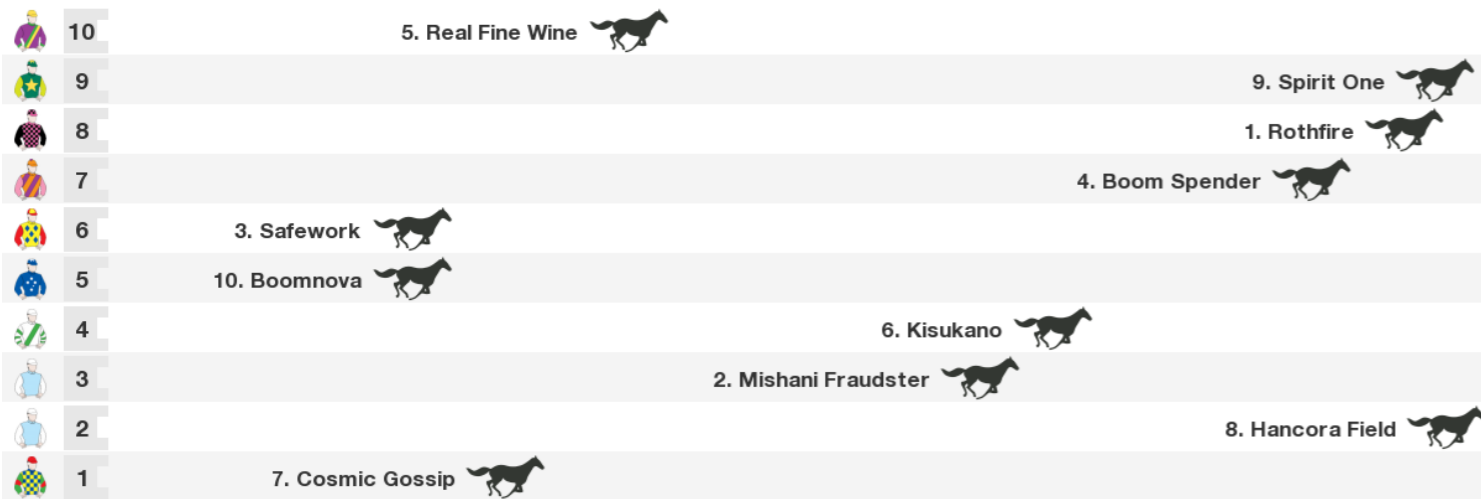 10 5. Real Fine Wine
9 9. Spirit One
8 1. Rothfire
7 4. Boom Spender
6 3. Safework
5 10. Boomnova
4 6. Kisukano
3 2. Mishani Fraudster
2 8. Hancora Field
1 7. Cosmic Gossip